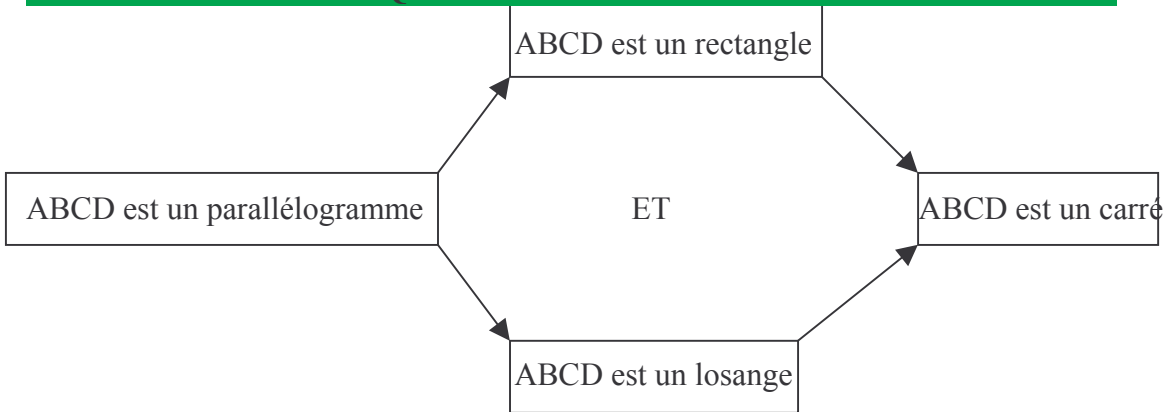 ABCD est un rectangle
ABCD est un parallélogramme
ET
ABCD est un carré
ABCD est un losange